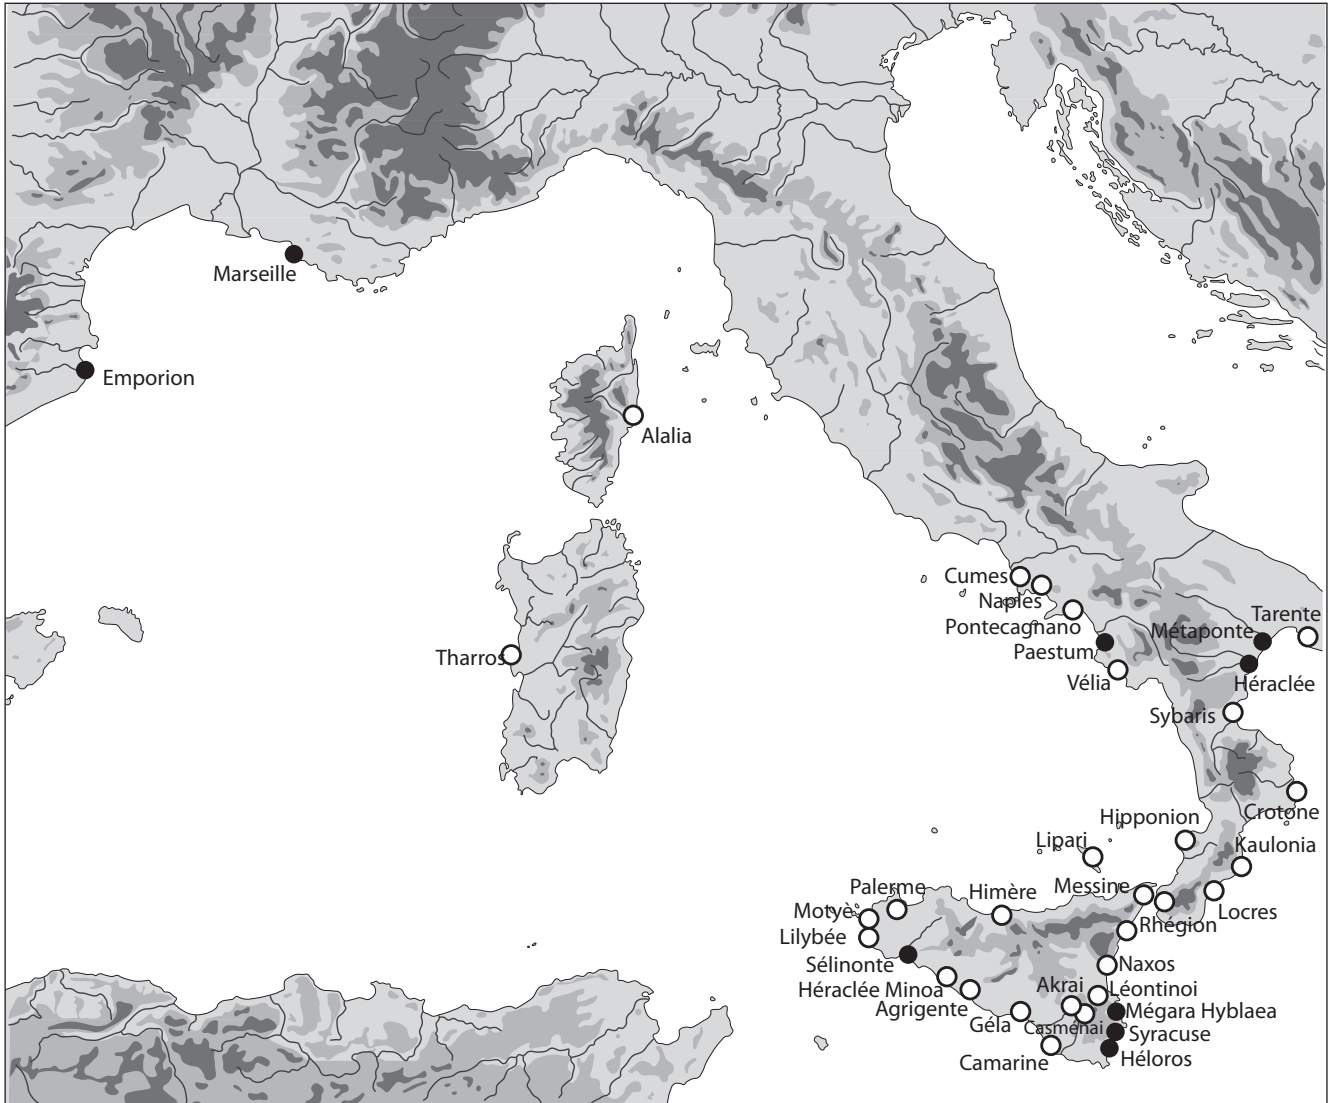 Marseille
Emporion
Alalia
Cumes
Naples
Pontecagnano
Tarente
Métaponte
Paestum
Tharros
Vélia
Héraclée
Sybaris
Hipponion
Crotone
Lipari
Kaulonia
Palerme
Himère
Messine
Motyè
Locres
Lilybée
Rhégion
Sélinonte
Naxos
Héraclée Minoa
Akrai
Léontinoi
Agrigente
Mégara Hyblaea
Géla
Casménai
Syracuse
Camarine
Héloros